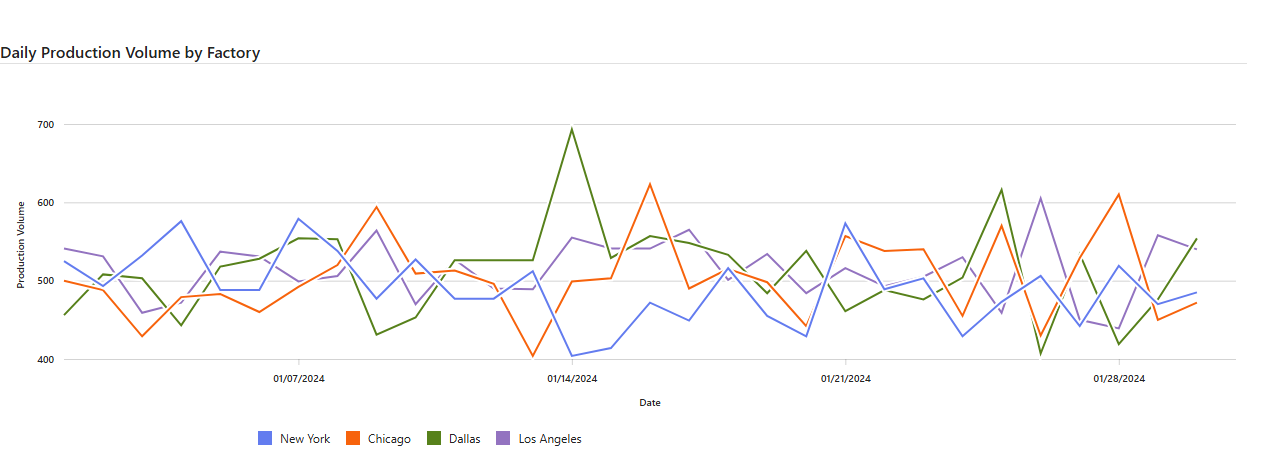 Daily Production Volume by Factory
700
600
500
400
Production Volume
01/07/2024 01/14/2024 01/21/2024 01/28/2024
Date
New York Chicago Dallas Los Angeles